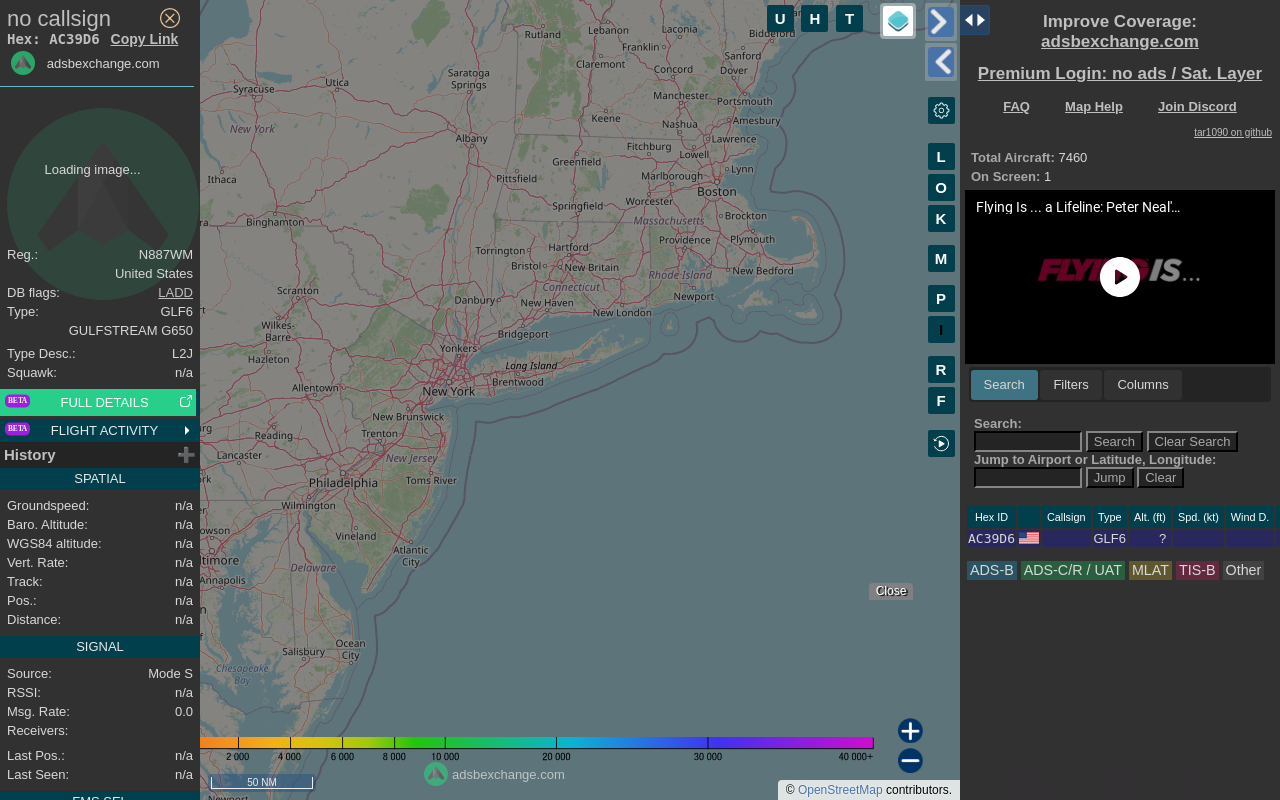 no callsign
Hex: AC39D6 Copy Link
adsbexchange.com
Loading image...
Reg.: N887WM
United States
DB flags: LADD
Type: GLF6
GULFSTREAM G650
Type Desc.: L2J
Squawk: n/a
BETA FULL DETAILS
BETA FLIGHT ACTIVITY
History
SPATIAL
Groundspeed: n/a
Baro. Altitude: n/a
WGS84 altitude: n/a
Vert. Rate: n/a
Track: n/a
Pos.: n/a
Distance: n/a
SIGNAL
Source: Mode S
RSSI: n/a
Msg. Rate: 0.0
Receivers:
Last Pos.: n/a
Last Seen: n/a
FMS SEL
U H T
L
O
K
M
P
I
R
F
Rutland
Lebanon
Laconia
Biddeford
Franklin
Sanford
Claremont
Concord
Dover
Saratoga
Springs
Utica
Syracuse
Manchester
Portsmouth
Keene
Nashua
Amesbury
New York
Albany
Lawrence
Fitchburg
Lowell
Greenfield
Lynn
Ithaca
Pittsfield
Marlborough
Boston
Worcester
Springfield
Massachusetts
Brockton
Binghamton
Providence
Plymouth
Torrington
Hartford
Bristol
New Britain
Rhode Island
New Bedford
Connecticut
Scranton
Danbury
New Haven
Newport
New London
Wilkes-
Barre
Bridgeport
Hazleton
Yonkers
Long Island
Brentwood
Allentown
New York
New Brunswick
Reading
Trenton
Lancaster
New Jersey
Philadelphia
Toms River
Wilmington
Vineland
Atlantic
City
Annapolis
Delaware
Ocean
City
Salisbury
Chesapeake
Bay
Newport
Close
2 000 4 000 6 000 8 000 10 000 20 000 30 000 40 000+
50 NM
adsbexchange.com
© OpenStreetMap contributors.
Improve Coverage:
adsbexchange.com
Premium Login: no ads / Sat. Layer
FAQ Map Help Join Discord
tar1090 on github
Total Aircraft: 7460
On Screen: 1
Flying Is ... a Lifeline: Peter Neal'...
FLYING IS...
Search Filters Columns
Search:
Search Clear Search
Jump to Airport or Latitude, Longitude:
Jump Clear
Hex ID Callsign Type Alt. (ft) Spd. (kt) Wind D.
AC39D6 GLF6 ?
ADS-B ADS-C/R / UAT MLAT TIS-B Other